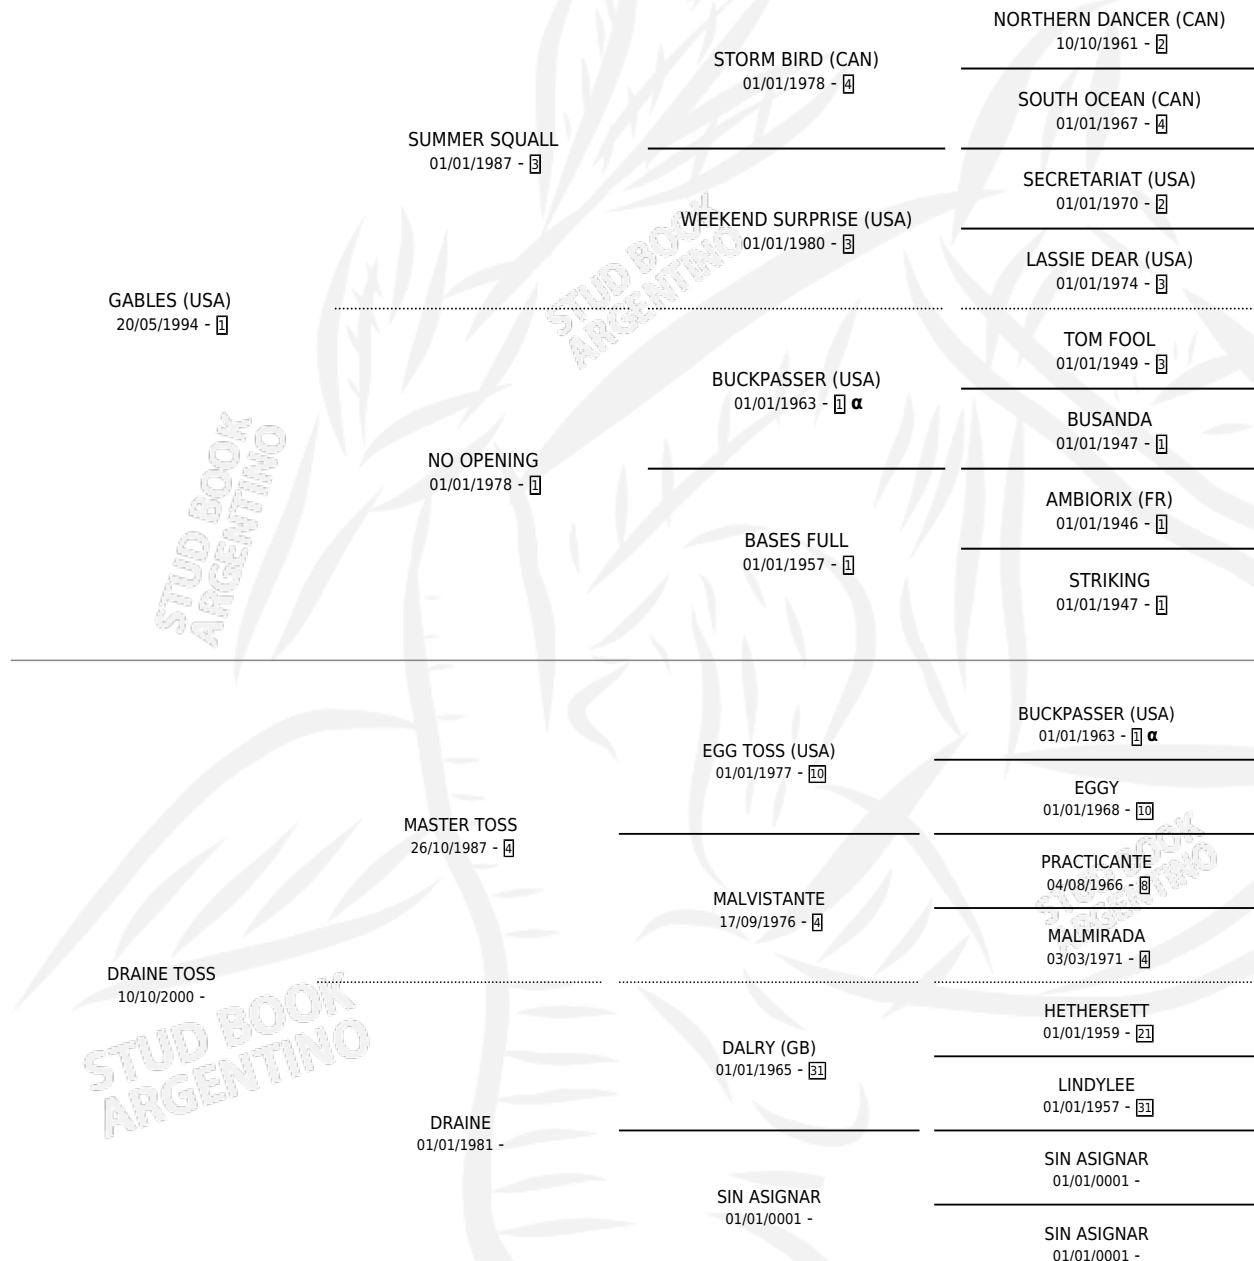 NORTHERN DANCER (CAN)
10/10/1961 - 2
STORM BIRD (CAN)
01/01/1978 - 4
SOUTH OCEAN (CAN)
01/01/1967 - 4
SUMMER SQUALL
01/01/1987 - 3
SECRETARIAT (USA)
01/01/1970 - 2
WEEKEND SURPRISE (USA)
01/01/1980 - 3
LASSIE DEAR (USA)
01/01/1974 - 3
GABLES (USA)
20/05/1994 - 1
TOM FOOL
01/01/1949 - 3
BUCKPASSER (USA)
01/01/1963 - 1 α
BUSANDA
01/01/1947 - 1
NO OPENING
01/01/1978 - 1
AMBIORIX (FR)
01/01/1946 - 1
BASES FULL
01/01/1957 - 1
STRIKING
01/01/1947 - 1
BUCKPASSER (USA)
01/01/1963 - 1 α
EGG TOSS (USA)
01/01/1977 - 10
EGGY
01/01/1968 - 10
MASTER TOSS
26/10/1987 - 4
PRACTICANTE
04/08/1966 - 8
MALVISTANTE
17/09/1976 - 4
MALMIRADA
03/03/1971 - 4
DRAINE TOSS
10/10/2000 -
HETHERSETT
01/01/1959 - 21
DALRY (GB)
01/01/1965 - 31
LINDYLEE
01/01/1957 - 31
DRAINE
01/01/1981 -
SIN ASIGNAR
01/01/0001 -
SIN ASIGNAR
01/01/0001 -
SIN ASIGNAR
01/01/0001 -
STUD BOOK
ARGENTINO
STUD BOOK
ARGENTINO
STUD BOOK
ARGENTINO
STUD BOOK
ARGENTINO